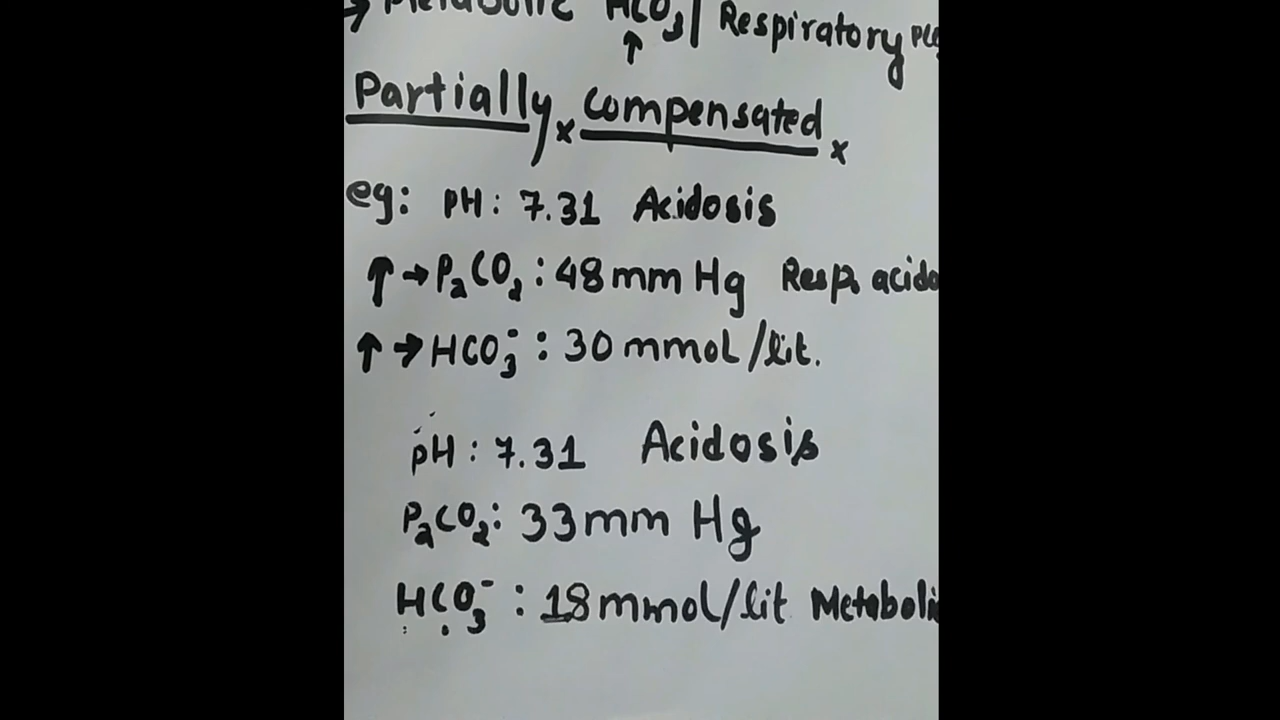 → Metabolic HCO3| Respiratory
↑
Partially compensated
eg: pH: 7.31 Acidosis
↑ → PaCO2: 48 mm Hg Resp. acido
↑ → HCO3⁻: 30 mmol/lit.
pH: 7.31 Acidosis
PaCO2: 33 mm Hg
HCO3⁻: 18 mmol/lit Metaboli